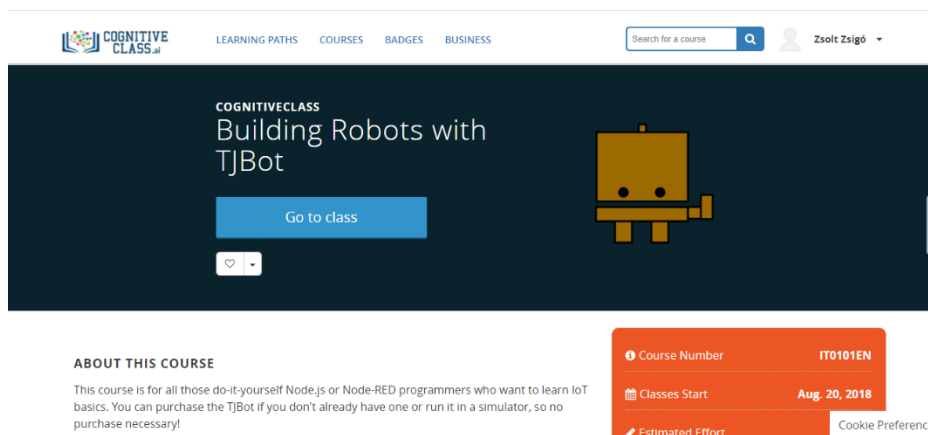 COGNITIVE
CLASS.ai
LEARNING PATHS COURSES BADGES BUSINESS
Search for a course
Zsolt Zsigó
COGNITIVECLASS
Building Robots with
TJBot
Go to class
ABOUT THIS COURSE
This course is for all those do-it-yourself Node.js or Node-RED programmers who want to learn IoT
basics. You can purchase the TJBot if you don't already have one or run it in a simulator, so no
purchase necessary!
Course Number IT0101EN
Classes Start Aug. 20, 2018
Estimated Effort
Cookie Preferenc